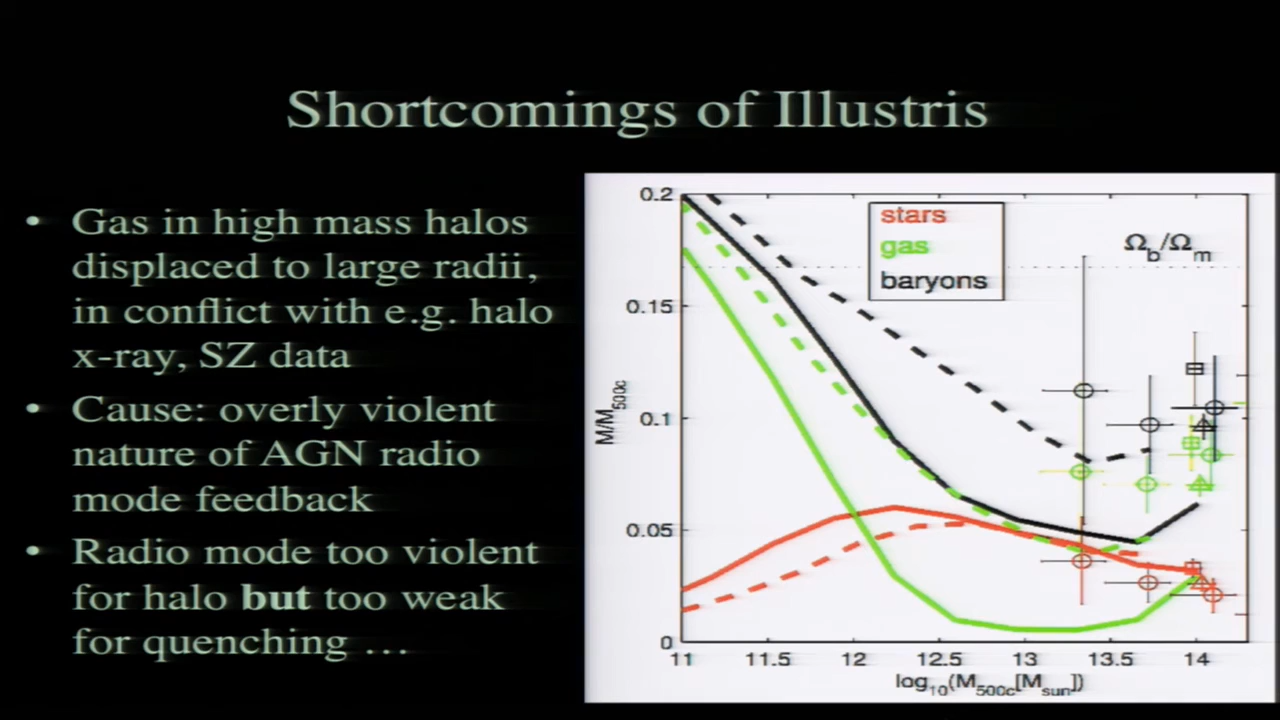 Shortcomings of Illustris
• Gas in high mass halos
displaced to large radii,
in conflict with e.g. halo
x-ray, SZ data
• Cause: overly violent
nature of AGN radio
mode feedback
• Radio mode too violent
for halo but too weak
for quenching …
stars
gas
baryons
Ωb/Ωm
0.2
0.15
0.1
0.05
0
M/M500c
11 11.5 12 12.5 13 13.5 14
log10(M500c[Msun])